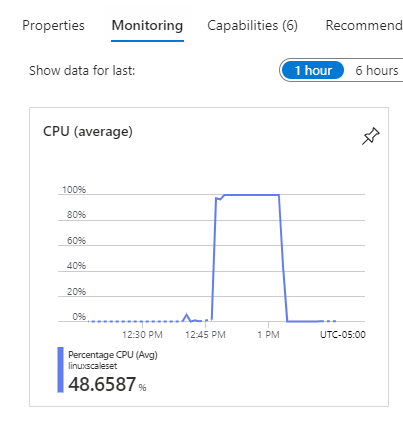 Properties Monitoring Capabilities (6) Recommend
Show data for last: 1 hour 6 hours
CPU (average)
100%
80%
60%
40%
20%
0%
12:30 PM 12:45 PM 1 PM UTC-05:00
Percentage CPU (Avg)
linuxscaleset
48.6587 %